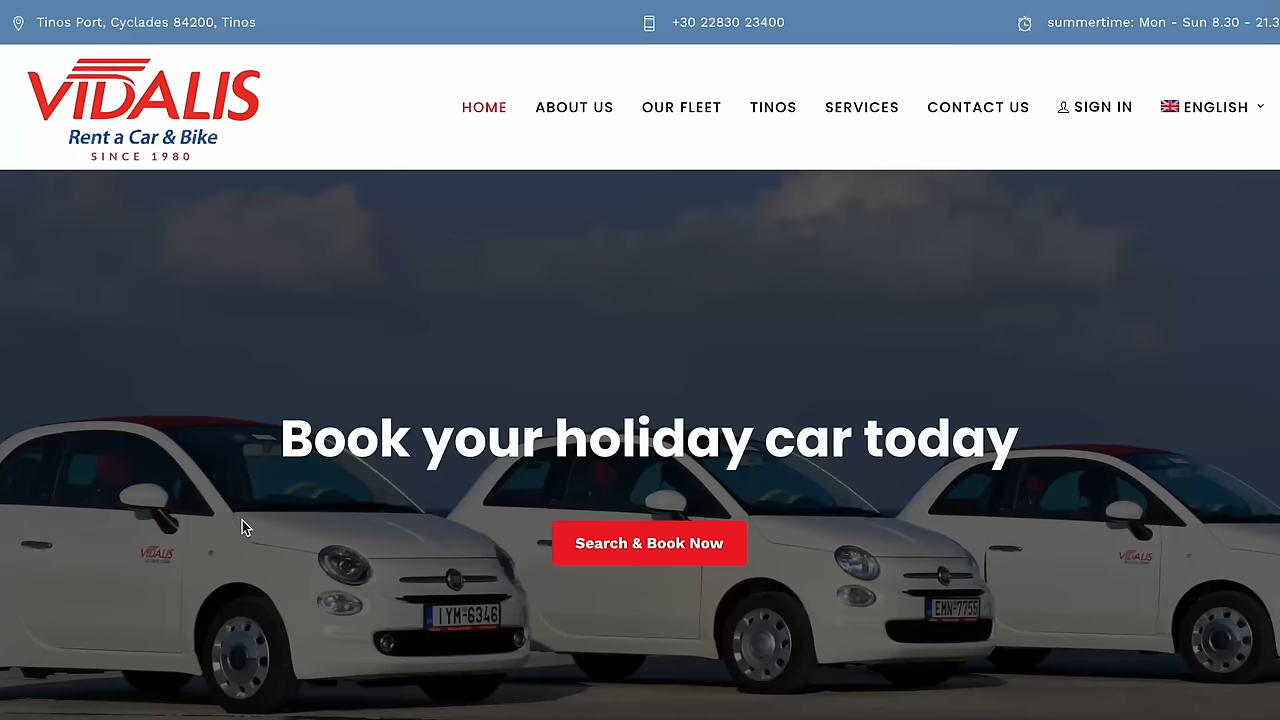 Tinos Port, Cyclades 84200, Tinos
+30 22830 23400
summertime: Mon - Sun 8.30 - 21.3
VIDALIS
Rent a Car & Bike
SINCE 1980
HOME
ABOUT US
OUR FLEET
TINOS
SERVICES
CONTACT US
SIGN IN
ENGLISH
Book your holiday car today
Search & Book Now
VIDALIS
IYM-6346
EMN-7755
VIDALIS